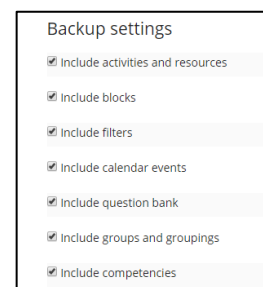 Backup settings
Include activities and resources
Include blocks
Include filters
Include calendar events
Include question bank
Include groups and groupings
Include competencies